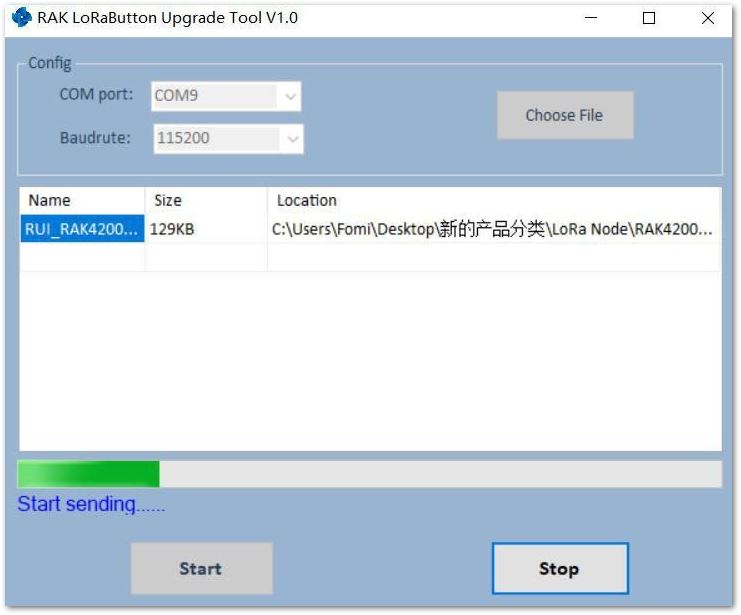 RAK LoRaButton Upgrade Tool V1.0
Config
COM port: COM9
Choose File
Baudrute: 115200
Name Size Location
RUI_RAK4200... 129KB C:\Users\Fomi\Desktop\新的产品分类\LoRa Node\RAK4200...
Start sending......
Start Stop